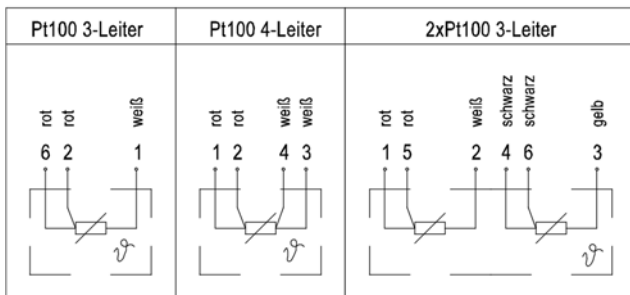 Pt100 3-Leiter
rot rot weiß
6 2 1
ϑ
Pt100 4-Leiter
rot rot weiß weiß
1 2 4 3
ϑ
2xPt100 3-Leiter
rot rot weiß schwarz schwarz gelb
1 5 2 4 6 3
ϑ